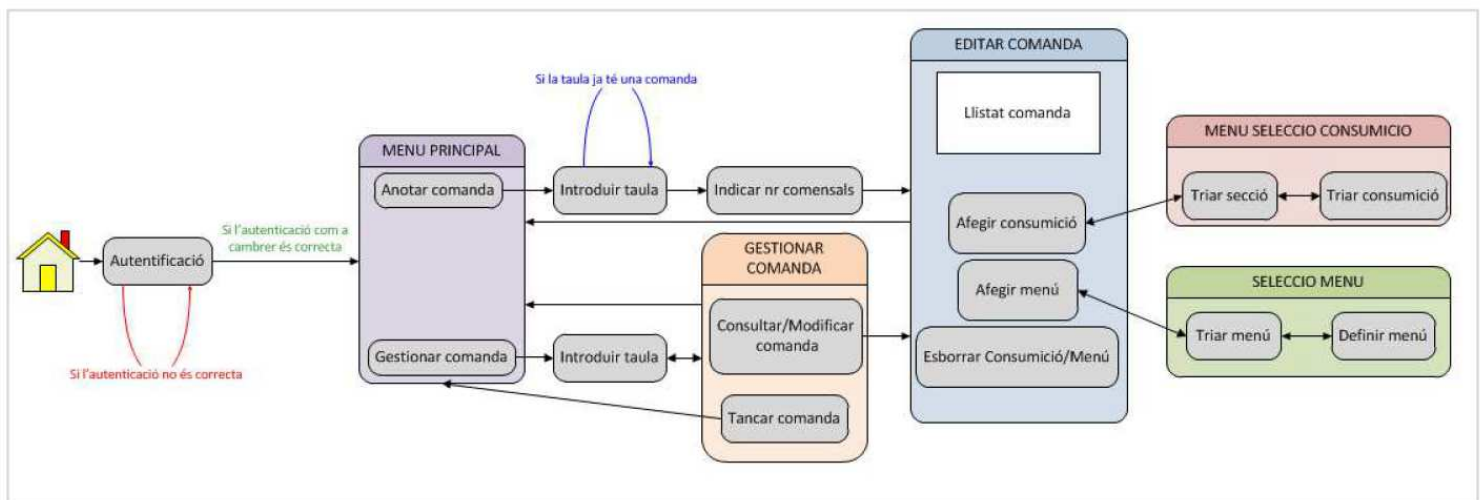 EDITAR COMANDA
Llistat comanda
Si la taula ja té una comanda
MENU PRINCIPAL
Anotar comanda
Introduir taula
Indicar nr comensals
MENU SELECCIO CONSUMICIO
Triar secció
Triar consumició
Afegir consumició
Si l'autenticació com a
cambrer és correcta
Autentificació
GESTIONAR
COMANDA
Afegir menú
SELECCIO MENU
Triar menú
Definir menú
Consultar/Modificar
comanda
Gestionar comanda
Introduir taula
Esborrar Consumició/Menú
Si l'autenticació no és correcta
Tancar comanda